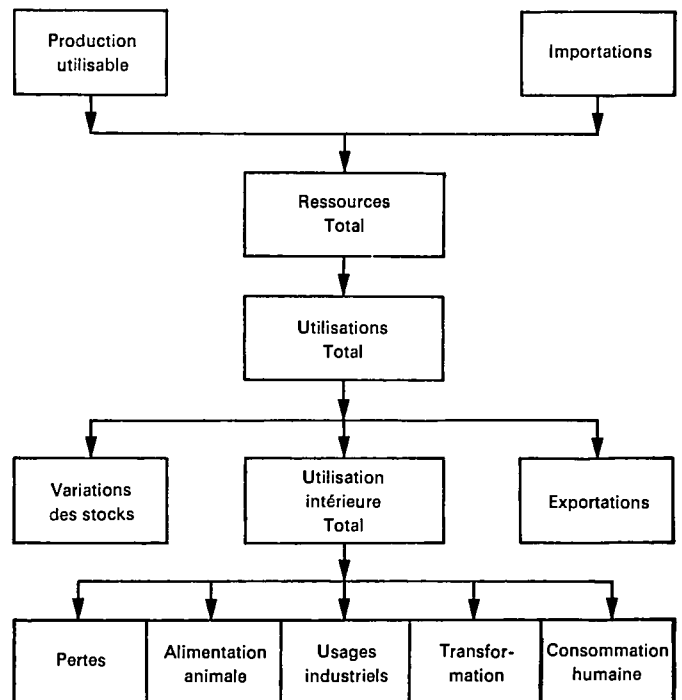 Production
utilisable
Importations
Ressources
Total
Utilisations
Total
Variations
des stocks
Utilisation
intérieure
Total
Exportations
Pertes
Alimentation
animale
Usages
industriels
Transfor-
mation
Consommation
humaine